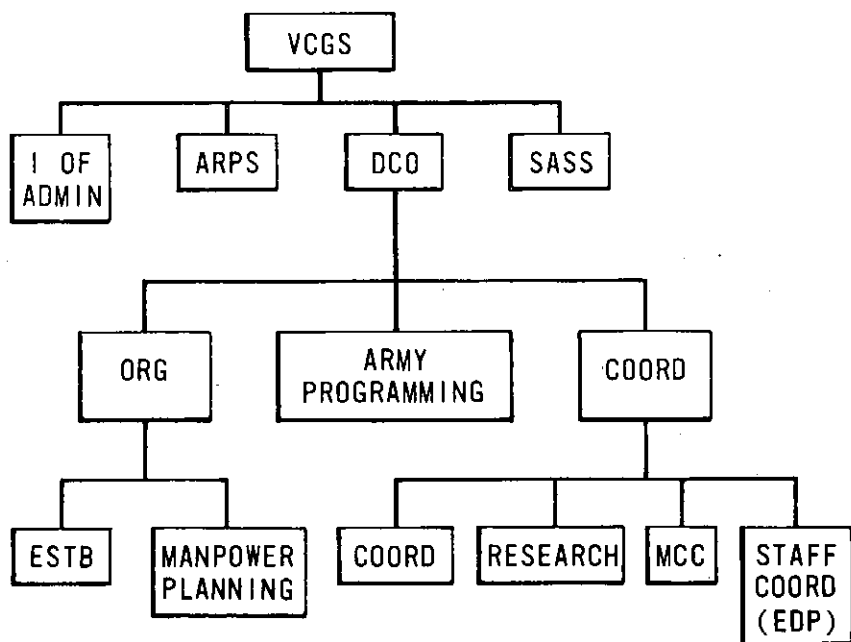 VCGS
I OF
ADMIN
ARPS
DCO
SASS
ORG
ARMY
PROGRAMMING
COORD
ESTB
MANPOWER
PLANNING
COORD
RESEARCH
MCC
STAFF
COORD
(EDP)